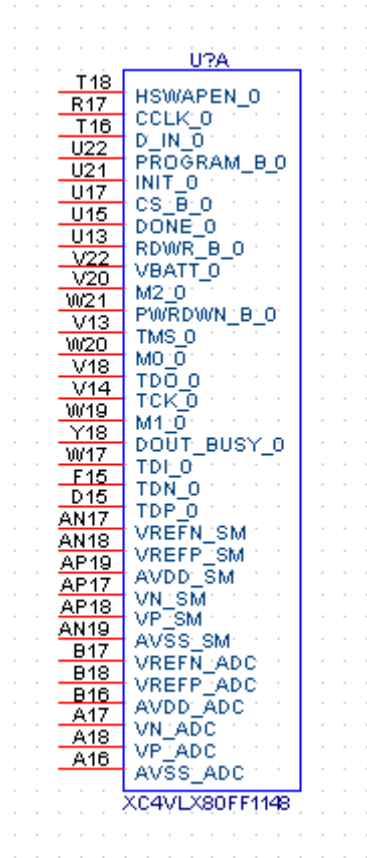 U?A
T18 HSWAPEN_0
R17 CCLK_0
T16 D_IN_0
U22 PROGRAM_B_0
U21 INIT_0
U17 CS_B_0
U15 DONE_0
U13 RDWR_B_0
V22 VBATT_0
V20 M2_0
W21 PWRDWN_B_0
V13 TMS_0
W20 M0_0
V18 TDO_0
V14 TCK_0
W19 M1_0
Y18 DOUT_BUSY_0
W17 TDI_0
F15 TDN_0
D15 TDP_0
AN17 VREFN_SM
AN18 VREFP_SM
AP19 AVDD_SM
AP17 VN_SM
AP18 VP_SM
AN19 AVSS_SM
B17 VREFN_ADC
B18 VREFP_ADC
B16 AVDD_ADC
A17 VN_ADC
A18 VP_ADC
A16 AVSS_ADC
XC4VLX80FF1148